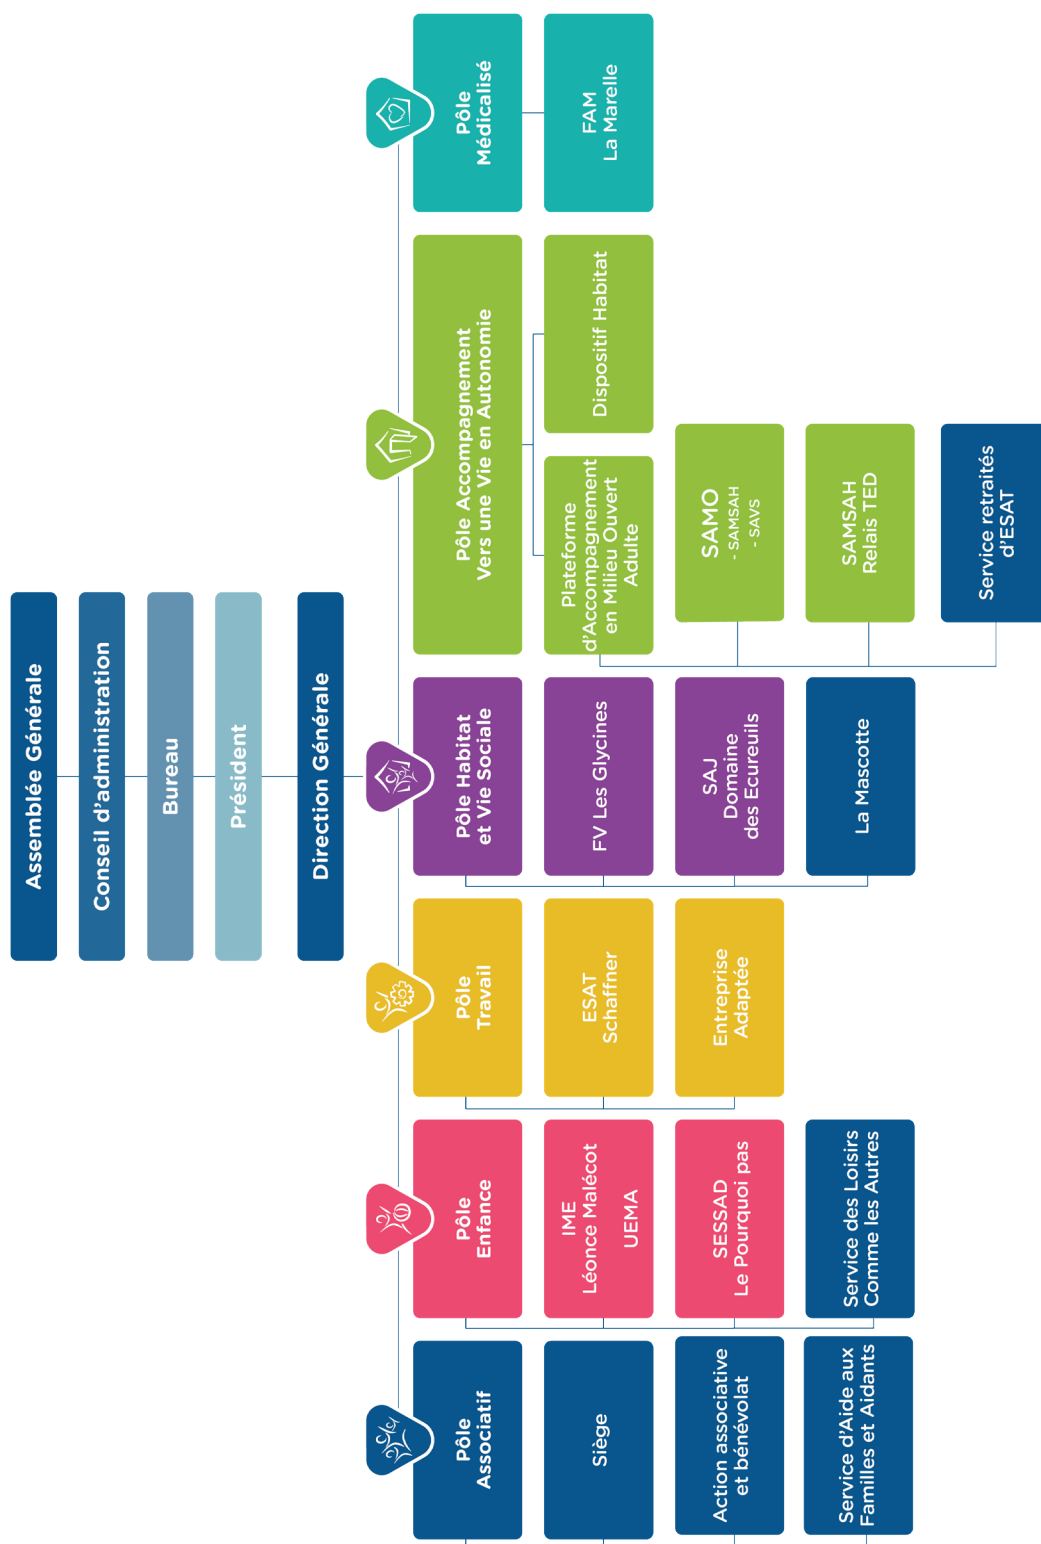 Assemblée Générale
Conseil d'administration
Bureau
Président
Direction Générale
Pôle
Associatif
Siège
Action associative
et bénévolat
Service d'Aide aux
Familles et Aidants
Pôle
Enfance
IME
Léonce Malécot
UEMA
SESSAD
Le Pourquoi pas
Service des Loisirs
Comme les Autres
Pôle
Travail
ESAT
Schaffner
Entreprise
Adaptée
Pôle Habitat
et Vie Sociale
FV Les Glycines
SAJ
Domaine
des Ecureuils
La Mascotte
Pôle Accompagnement
Vers une Vie en Autonomie
Plateforme
d'Accompagnement
en Milieu Ouvert
Adulte
Dispositif Habitat
SAMO
- SAMSAH
- SAVS
SAMSAH
Relais TED
Service retraités
d'ESAT
Pôle
Médicalisé
FAM
La Marelle